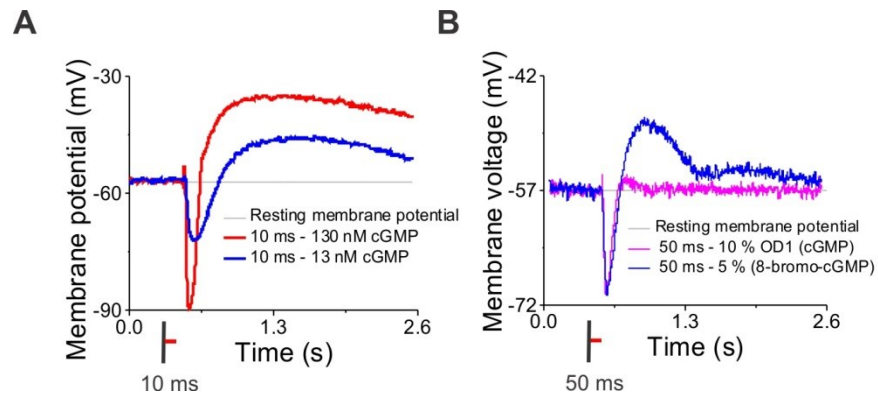 A
Membrane potential (mV)
-30
-60
-90
Resting membrane potential
10 ms - 130 nM cGMP
10 ms - 13 nM cGMP
0.0
1.3
2.6
Time (s)
10 ms
B
Membrane voltage (mV)
-42
-57
-72
Resting membrane potential
50 ms - 10 % OD1 (cGMP)
50 ms - 5 % (8-bromo-cGMP)
0.0
1.3
2.6
Time (s)
50 ms